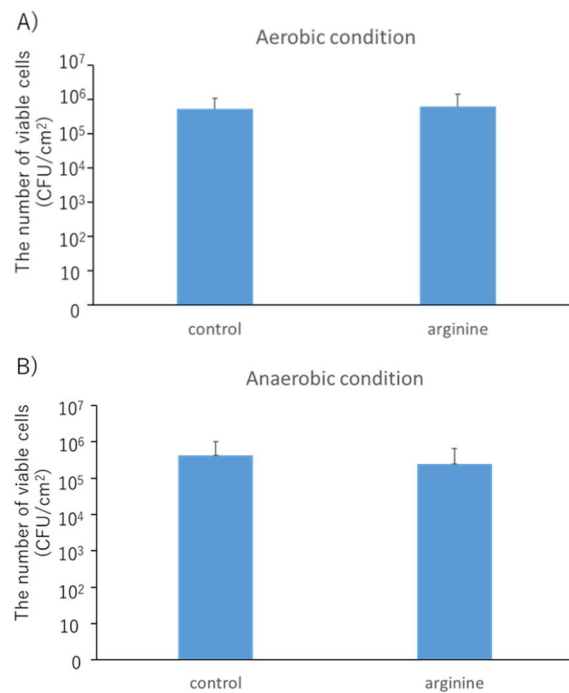 A)
Aerobic condition
The number of viable cells
(CFU/cm²)
10⁷
10⁶
10⁵
10⁴
10³
10²
10
0
control arginine
B)
Anaerobic condition
The number of viable cells
(CFU/cm²)
10⁷
10⁶
10⁵
10⁴
10³
10²
10
0
control arginine